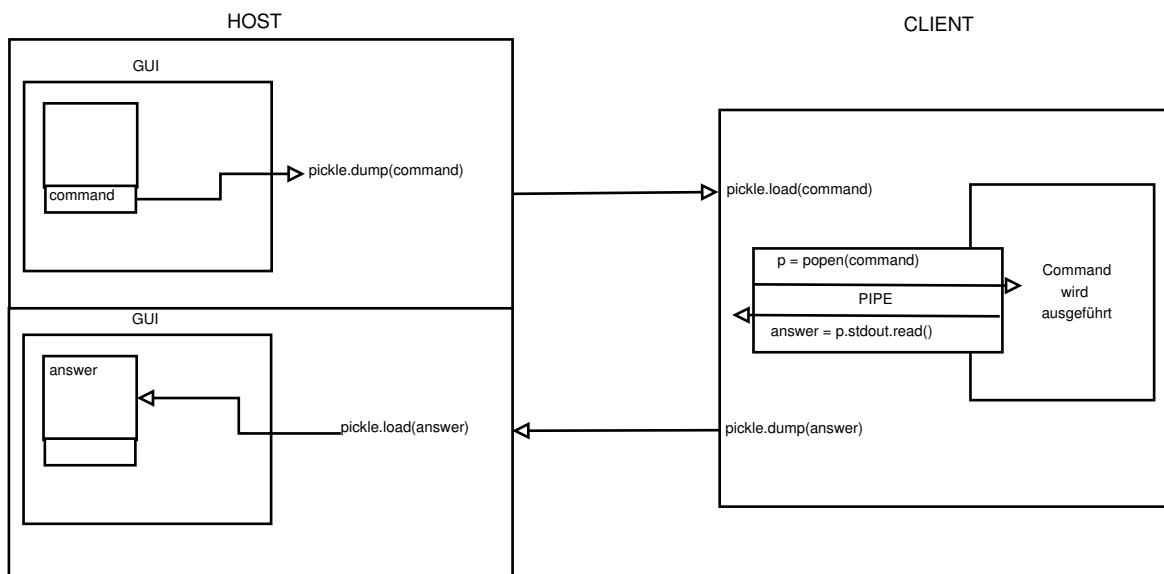 HOST
CLIENT
GUI
command
pickle.dump(command)
pickle.load(command)
p = popen(command)
PIPE
answer = p.stdout.read()
Command
wird
ausgeführt
GUI
answer
pickle.load(answer)
pickle.dump(answer)